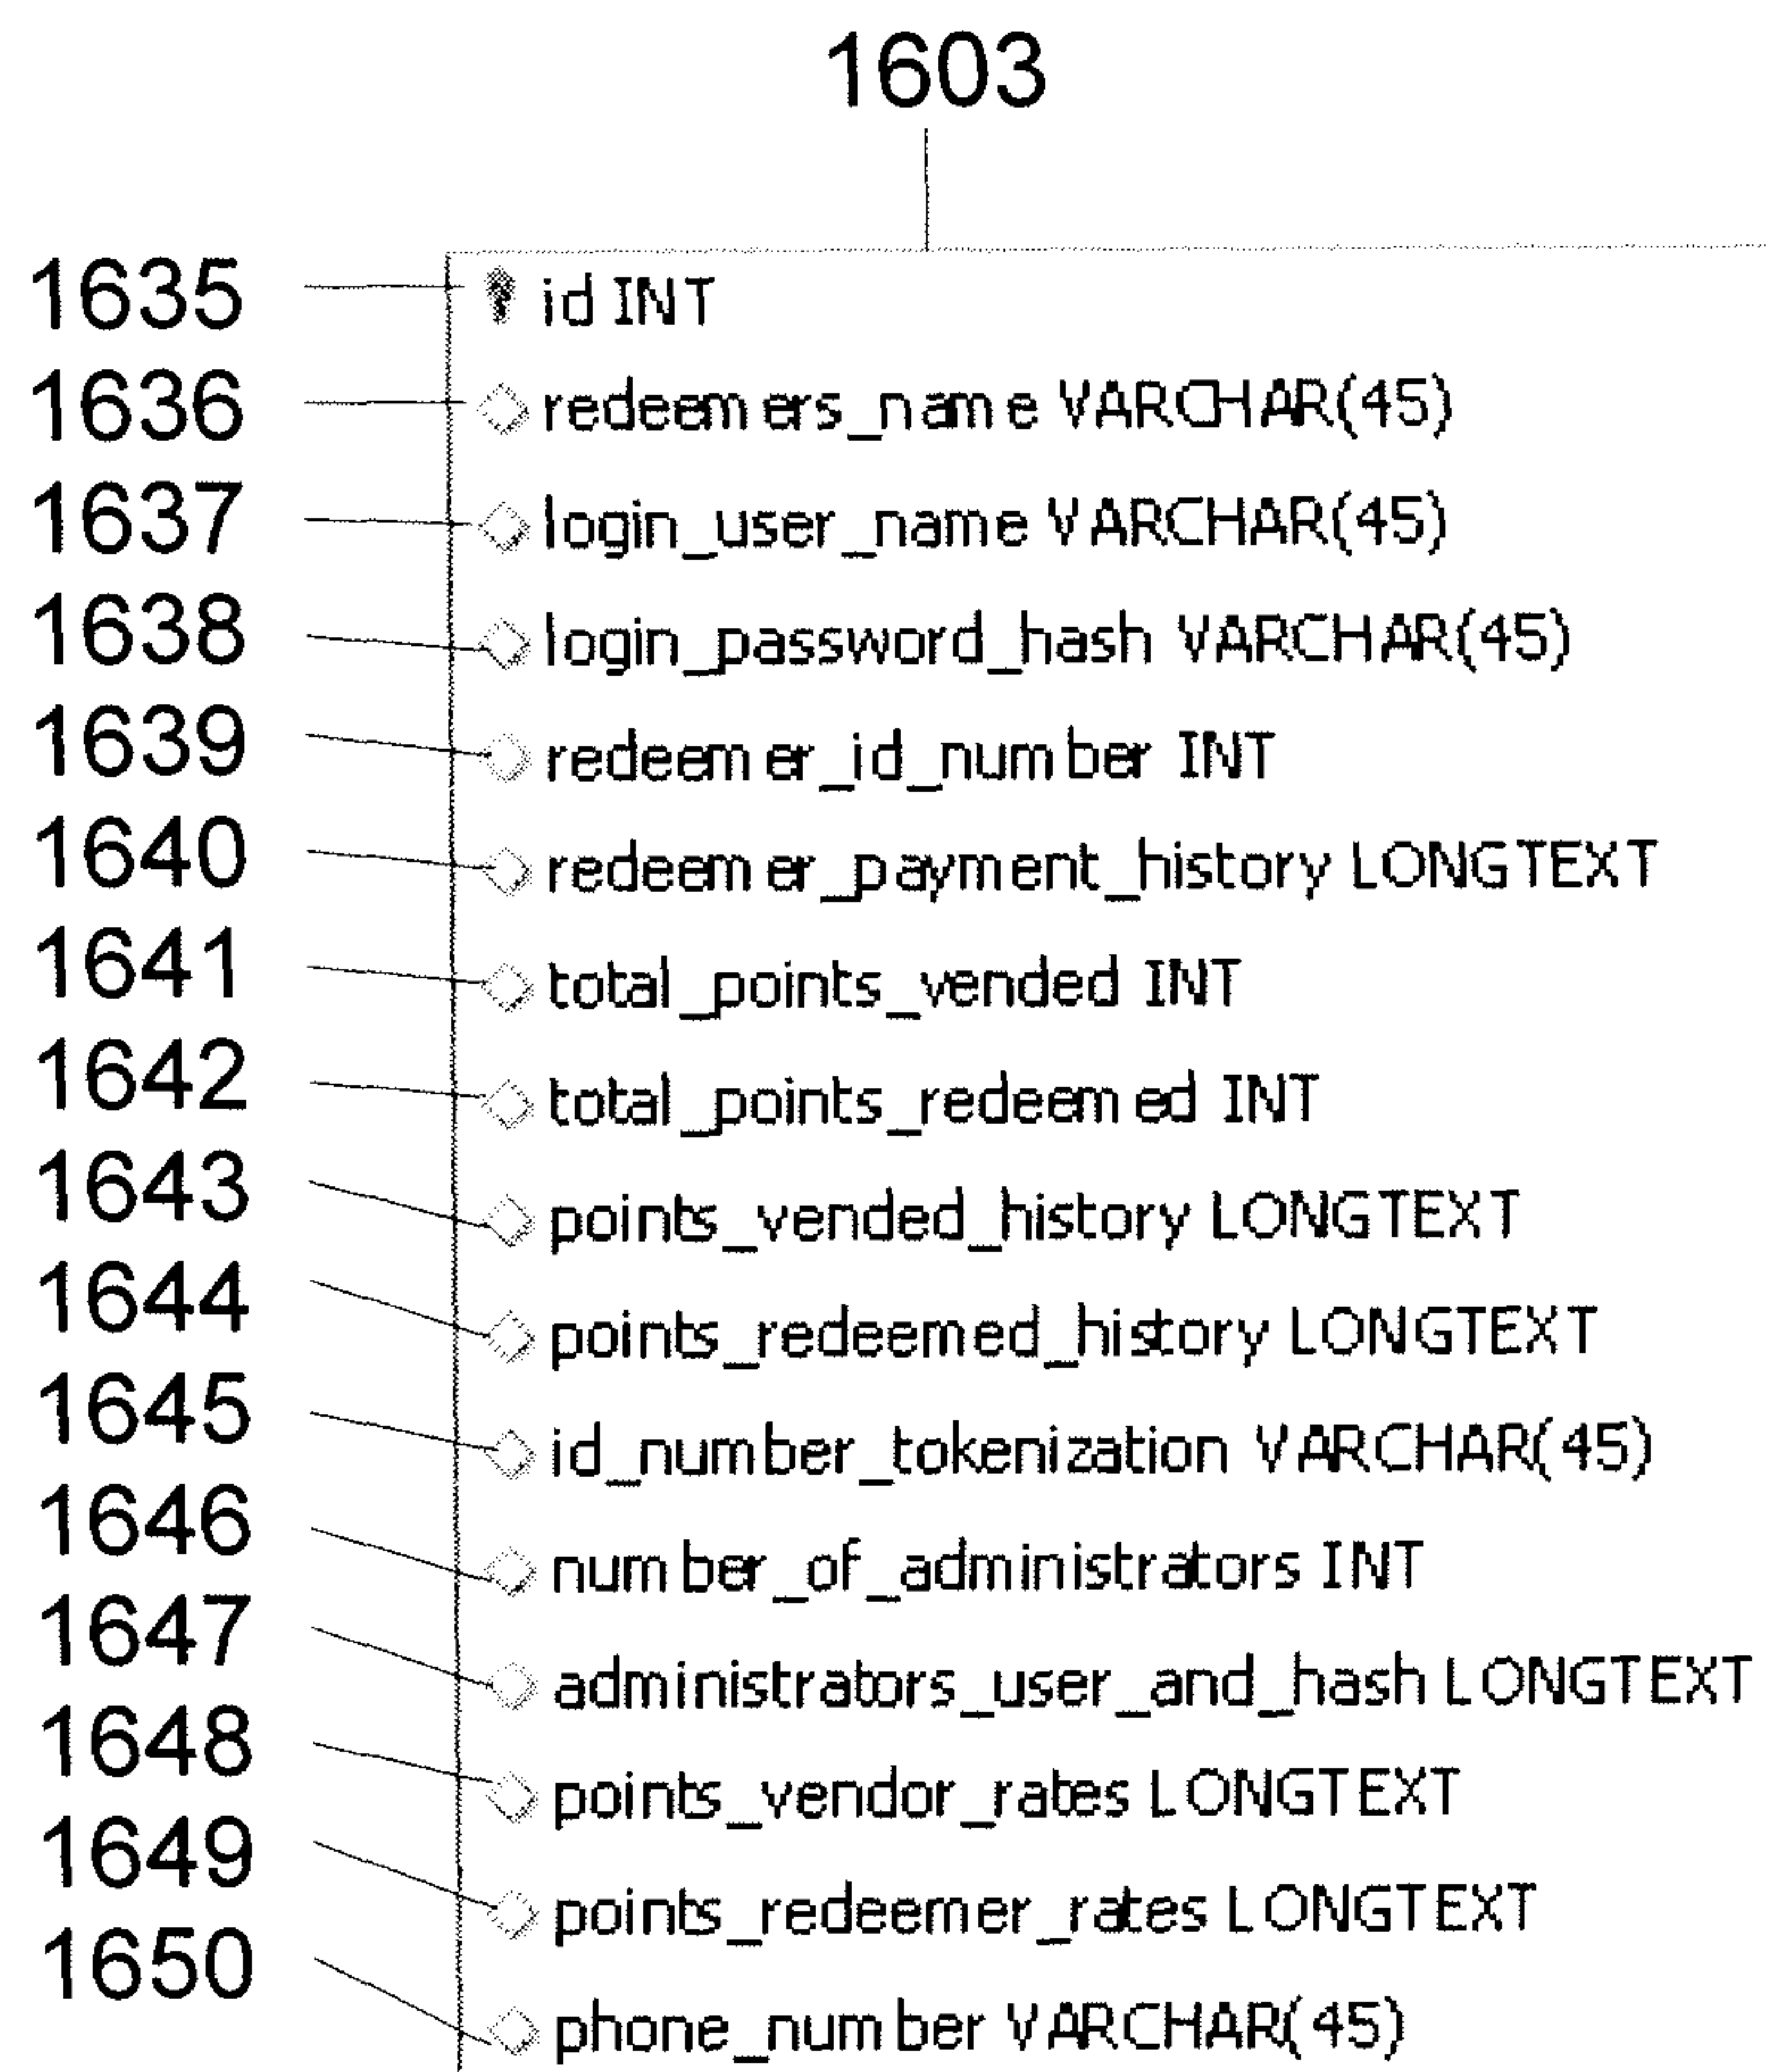 1603
1635 id INT
1636 redeemers_name VARCHAR(45)
1637 login_user_name VARCHAR(45)
1638 login_password_hash VARCHAR(45)
1639 redeemer_id_number INT
1640 redeemer_payment_history LONGTEXT
1641 total_points_vended INT
1642 total_points_redeemed INT
1643 points_vended_history LONGTEXT
1644 points_redeemed_history LONGTEXT
1645 id_number_tokenization VARCHAR(45)
1646 number_of_administrators INT
1647 administrators_user_and_hash LONGTEXT
1648 points_vendor_rates LONGTEXT
1649 points_redeemer_rates LONGTEXT
1650 phone_number VARCHAR(45)